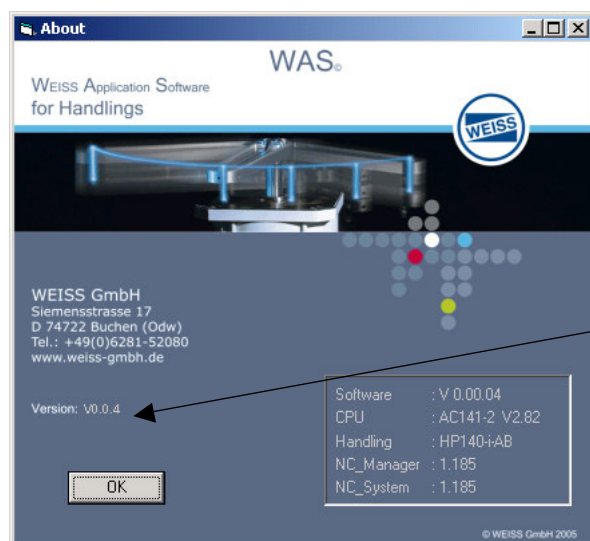 About
WAS©
WEISS Application Software
for Handlings
WEISS
WEISS GmbH
Siemensstrasse 17
D 74722 Buchen (Odw)
Tel.: +49(0)6281-52080
www.weiss-gmbh.de
Version: V0.0.4
OK
Software : V 0.00.04
CPU : AC141-2 V2.82
Handling : HP140-i-AB
NC_Manager : 1.185
NC_System : 1.185
© WEISS GmbH 2005